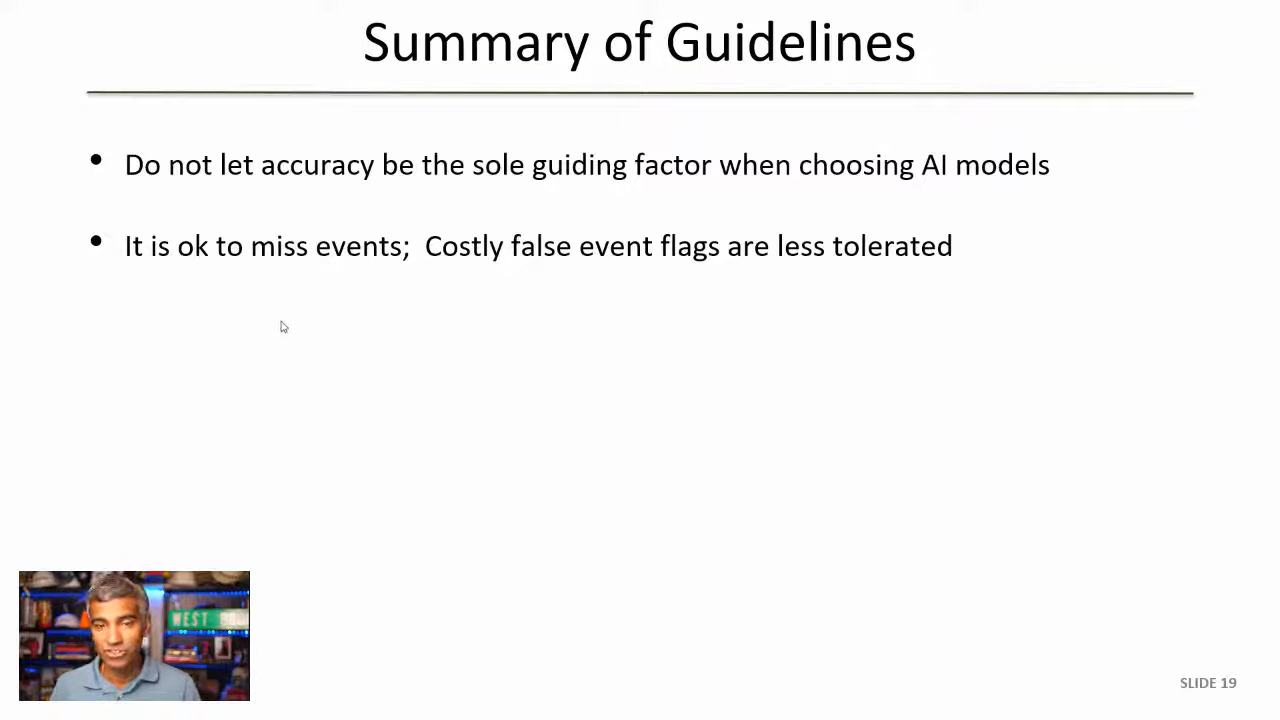 Summary of Guidelines
• Do not let accuracy be the sole guiding factor when choosing AI models
• It is ok to miss events;  Costly false event flags are less tolerated
WEST
SLIDE 19